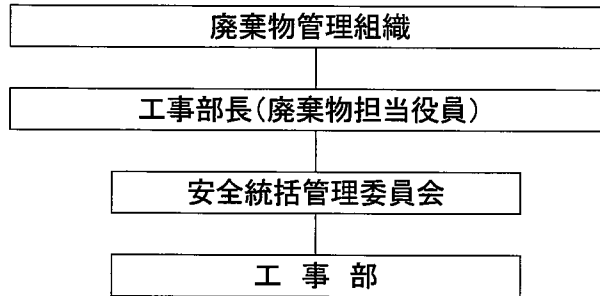 廃棄物管理組織
工事部長(廃棄物担当役員)
安全統括管理委員会
工 事 部